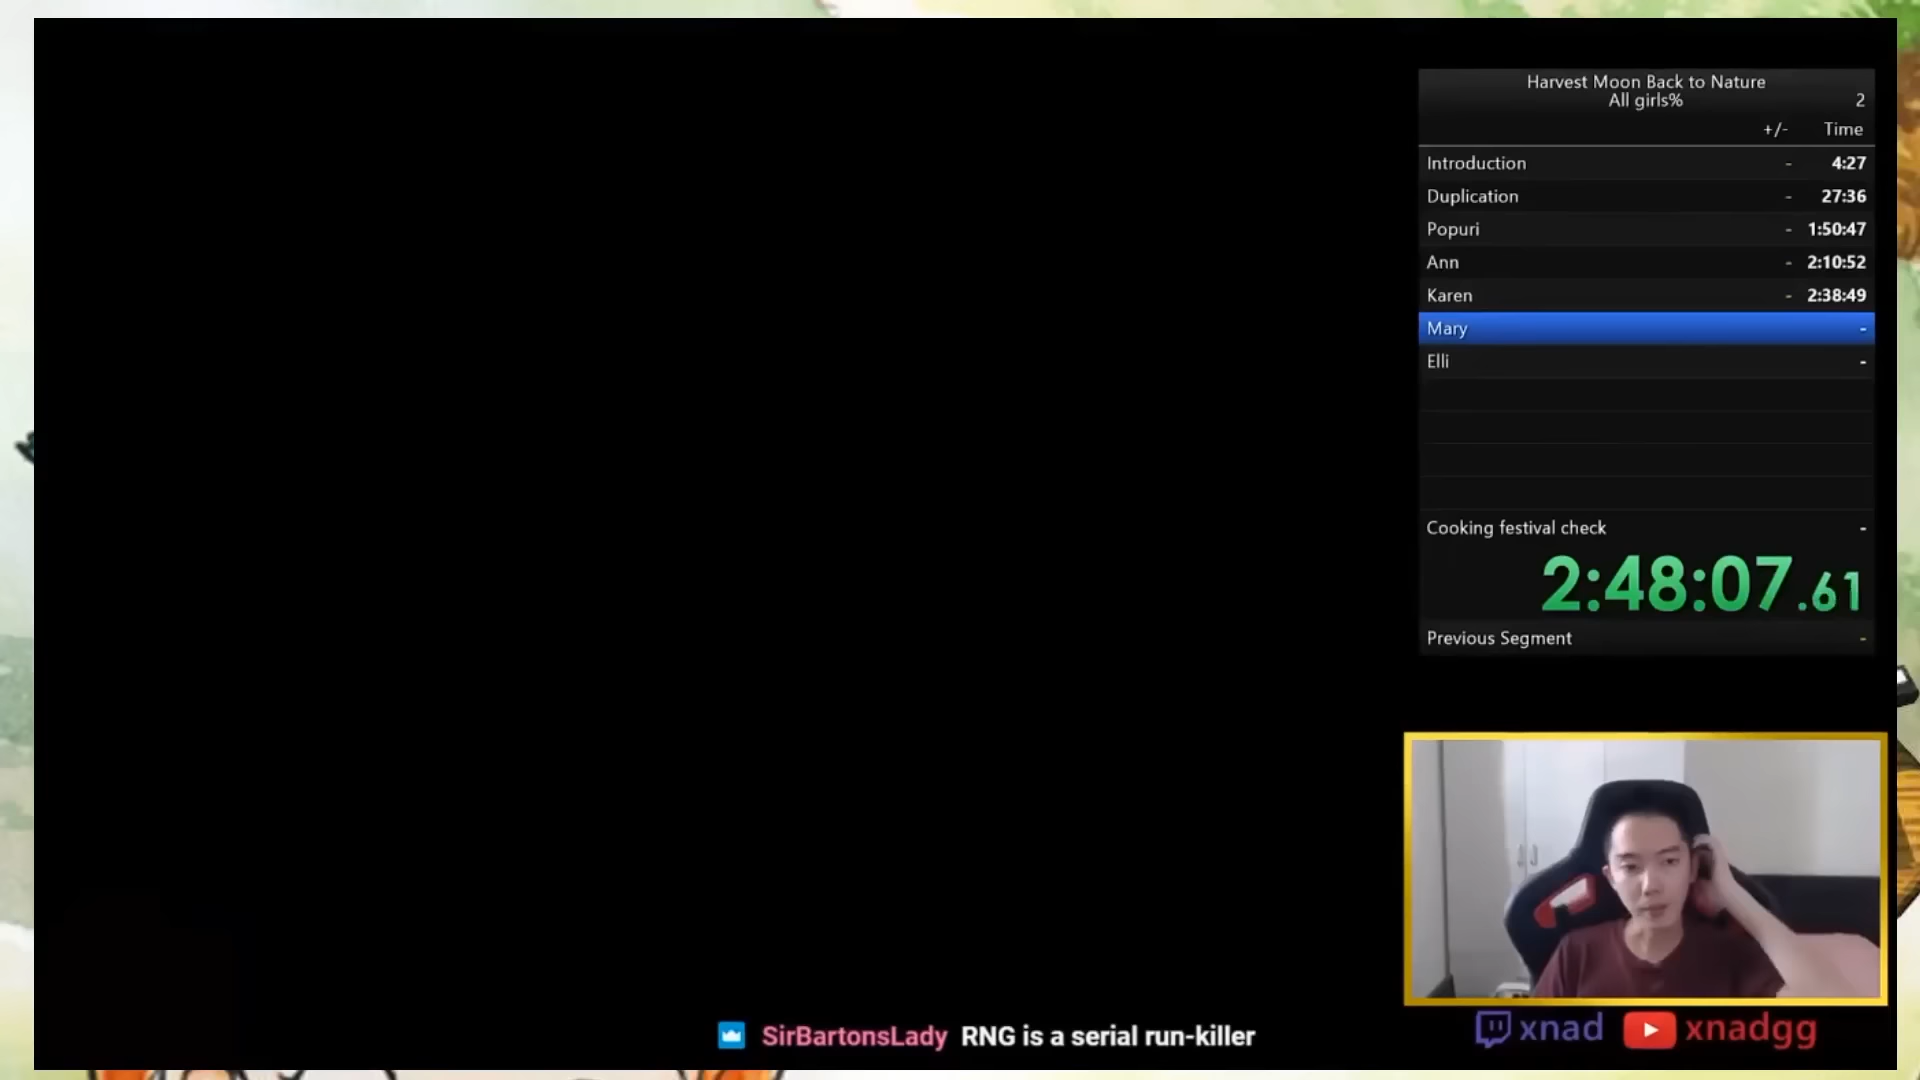 Harvest Moon Back to Nature
All girls% 2
+/- Time
Introduction - 4:27
Duplication - 27:36
Popuri - 1:50:47
Ann - 2:10:52
Karen - 2:38:49
Mary -
Elli -
Cooking festival check -
2:48:07.61
Previous Segment -
SirBartonsLady RNG is a serial run-killer
xnad xnadgg